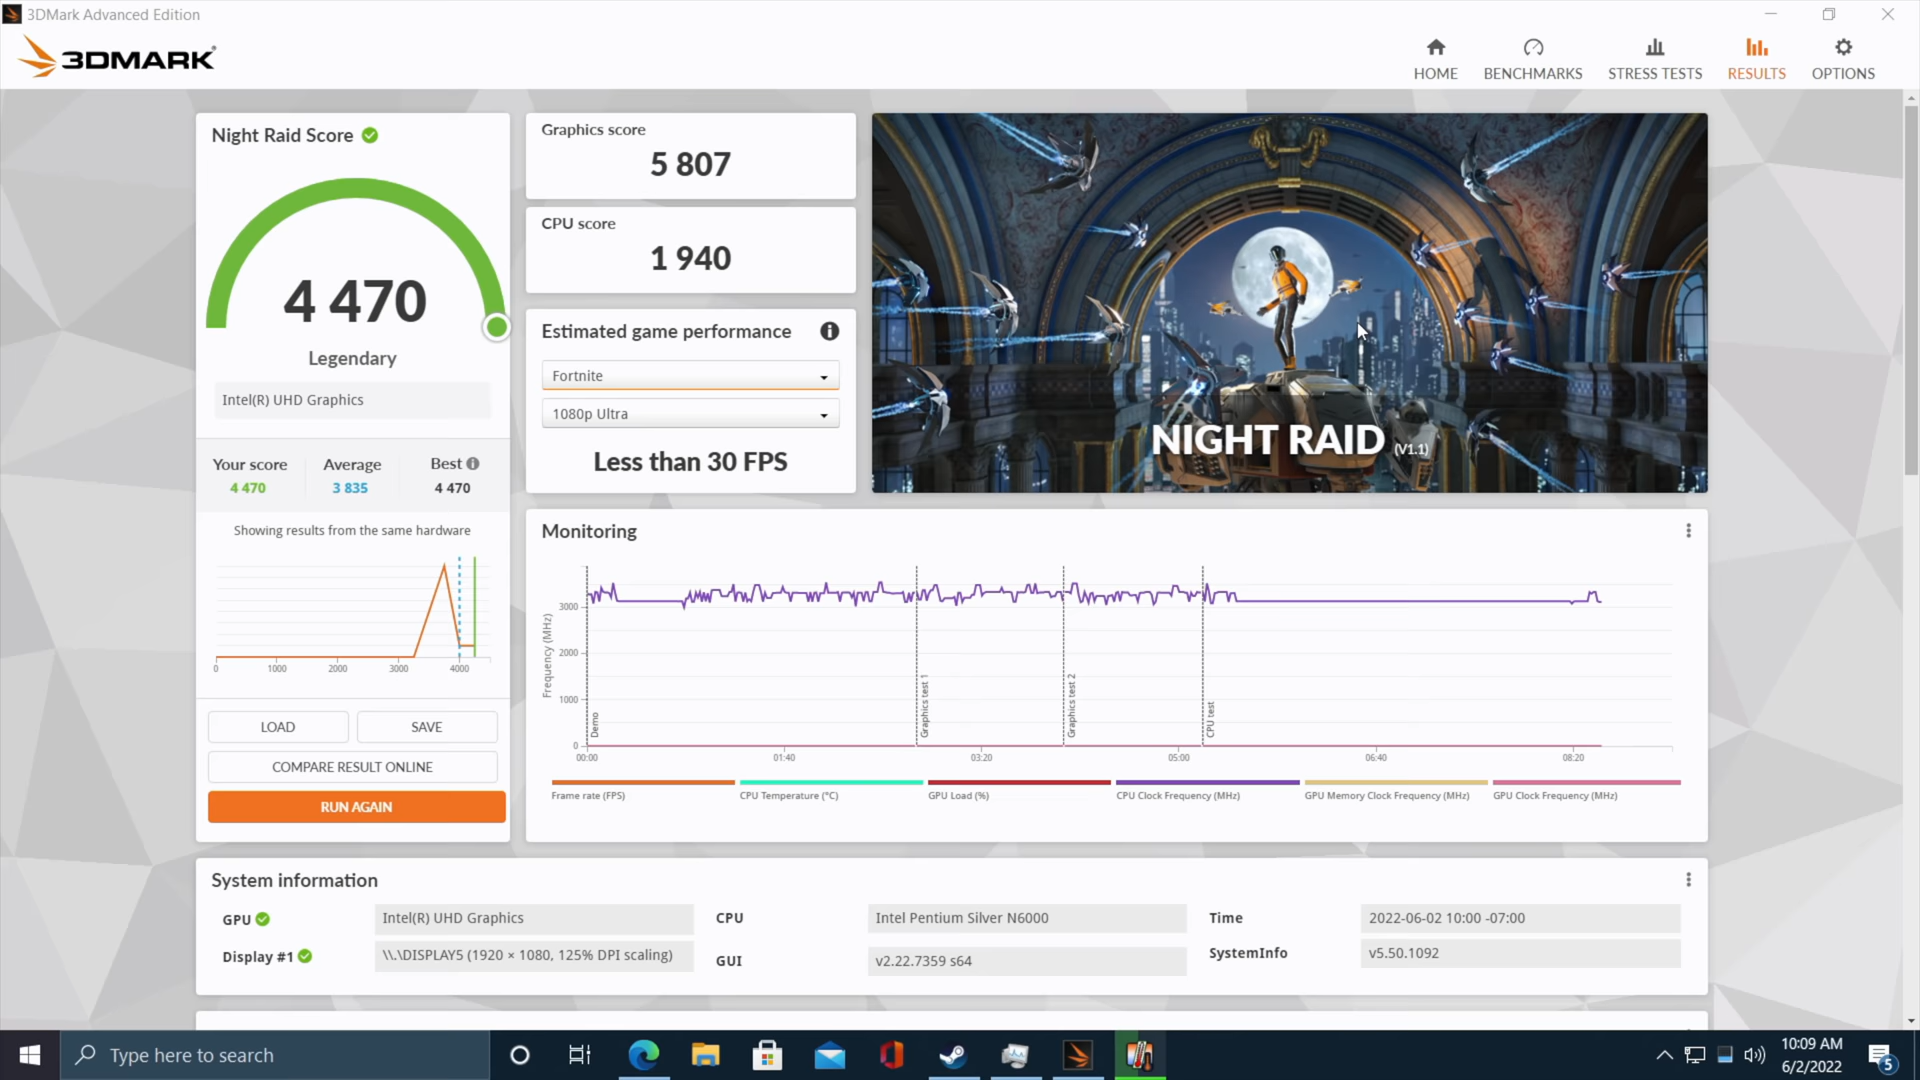 3DMark Advanced Edition
3DMARK
HOME
BENCHMARKS
STRESS TESTS
RESULTS
OPTIONS
Night Raid Score
4 470
Legendary
Intel(R) UHD Graphics
Your score
4 470
Average
3 835
Best
4 470
Showing results from the same hardware
0 1000 2000 3000 4000
LOAD
SAVE
COMPARE RESULT ONLINE
RUN AGAIN
Graphics score
5 807
CPU score
1 940
Estimated game performance
Fortnite
1080p Ultra
Less than 30 FPS
NIGHT RAID (V1.1)
Monitoring
Frequency (MHz)
3000
2000
1000
0
Demo
Graphics test 1
Graphics test 2
CPU test
00:00 01:40 03:20 05:00 06:40 08:20
Frame rate (FPS)
CPU Temperature (°C)
GPU Load (%)
CPU Clock Frequency (MHz)
GPU Memory Clock Frequency (MHz)
GPU Clock Frequency (MHz)
System information
GPU
Intel(R) UHD Graphics
CPU
Intel Pentium Silver N6000
Time
2022-06-02 10:00 -07:00
Display #1
\\.\DISPLAY5 (1920 × 1080, 125% DPI scaling)
GUI
v2.22.7359 s64
SystemInfo
v5.50.1092
Type here to search
10:09 AM
6/2/2022
5